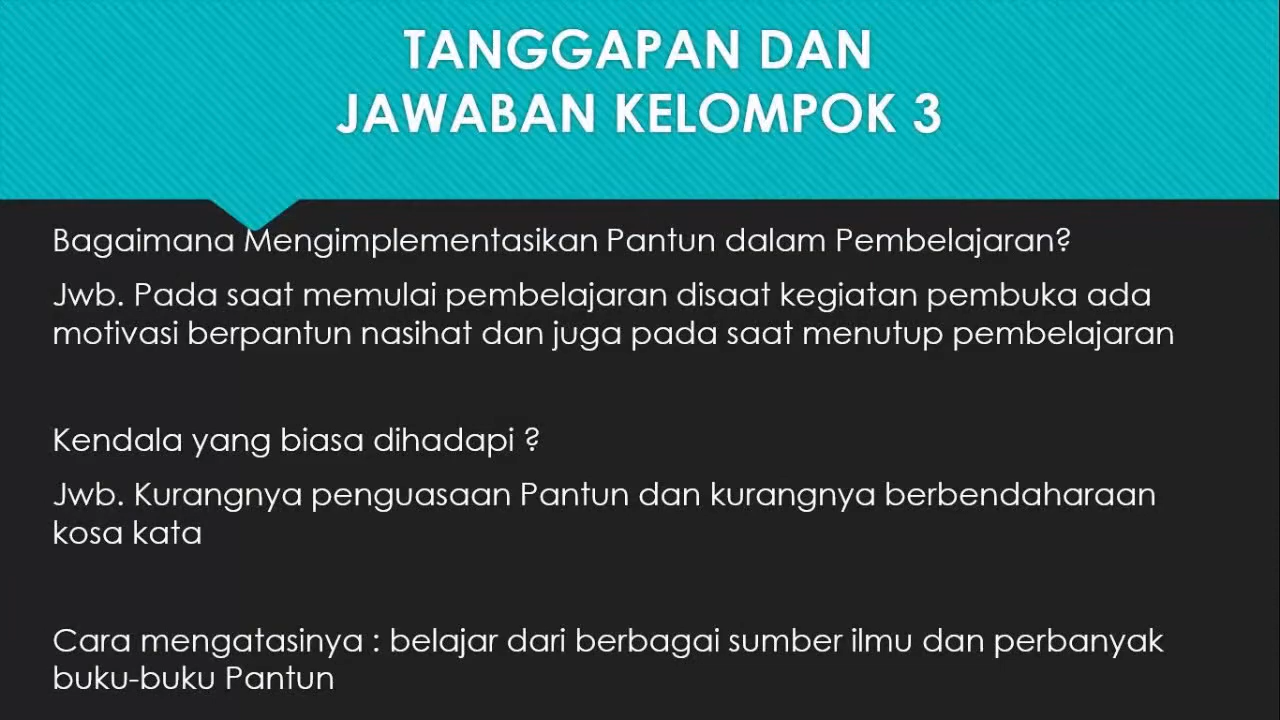 TANGGAPAN DAN
JAWABAN KELOMPOK 3
Bagaimana Mengimplementasikan Pantun dalam Pembelajaran?
Jwb. Pada saat memulai pembelajaran disaat kegiatan pembuka ada
motivasi berpantun nasihat dan juga pada saat menutup pembelajaran
Kendala yang biasa dihadapi ?
Jwb. Kurangnya penguasaan Pantun dan kurangnya berbendaharaan
kosa kata
Cara mengatasinya : belajar dari berbagai sumber ilmu dan perbanyak
buku-buku Pantun